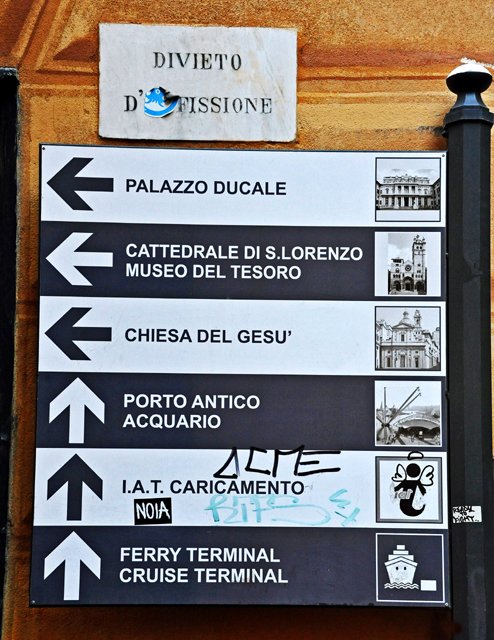 DIVIETO
D'AFFISSIONE
PALAZZO DUCALE
CATTEDRALE DI S.LORENZO
MUSEO DEL TESORO
CHIESA DEL GESU'
PORTO ANTICO
ACQUARIO
ACME
I.A.T. CARICAMENTO
NOIA
FERRY TERMINAL
CRUISE TERMINAL